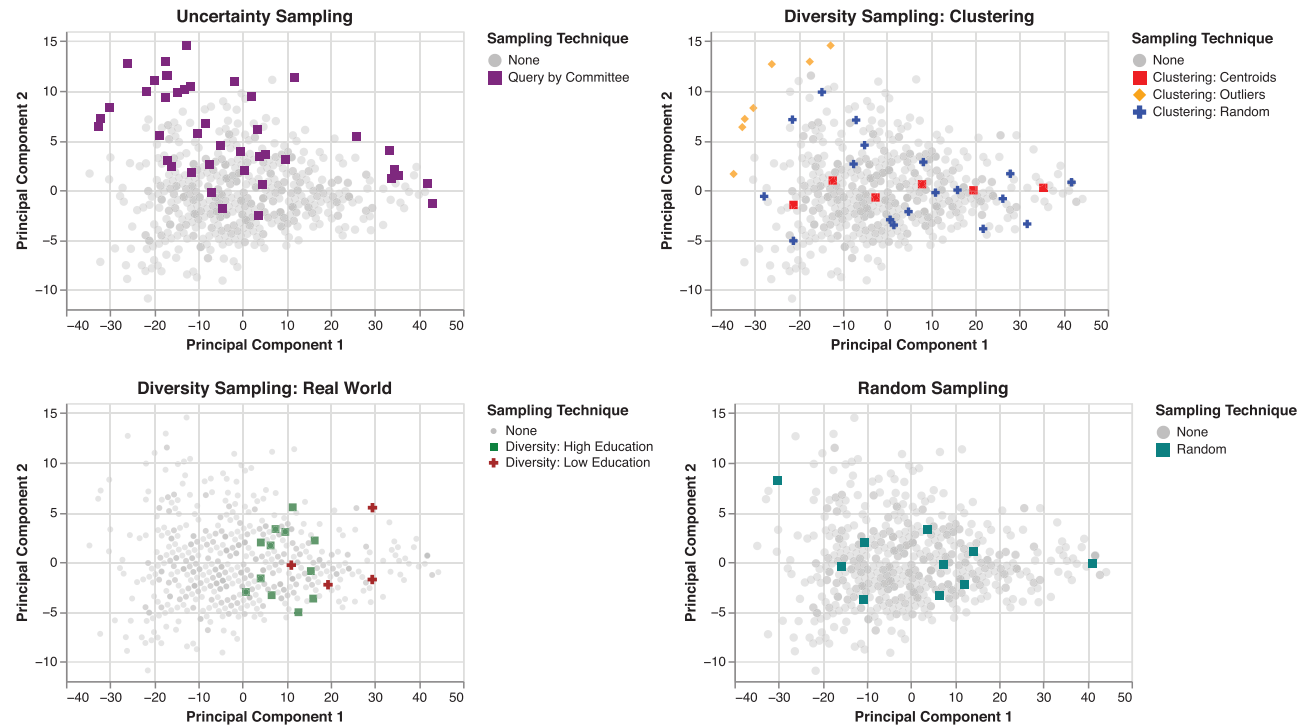 Uncertainty Sampling
15
10
5
0
−5
−10
Principal Component 2
−40 −30 −20 −10 0 10 20 30 40 50
Principal Component 1
Sampling Technique
None
Query by Committee
Diversity Sampling: Clustering
15
10
5
0
−5
−10
Principal Component 2
−40 −30 −20 −10 0 10 20 30 40 50
Principal Component 1
Sampling Technique
None
Clustering: Centroids
Clustering: Outliers
Clustering: Random
Diversity Sampling: Real World
15
10
5
0
−5
−10
Principal Component 2
−40 −30 −20 −10 0 10 20 30 40 50
Principal Component 1
Sampling Technique
None
Diversity: High Education
Diversity: Low Education
Random Sampling
15
10
5
0
−5
−10
Principal Component 2
−40 −30 −20 −10 0 10 20 30 40 50
Principal Component 1
Sampling Technique
None
Random